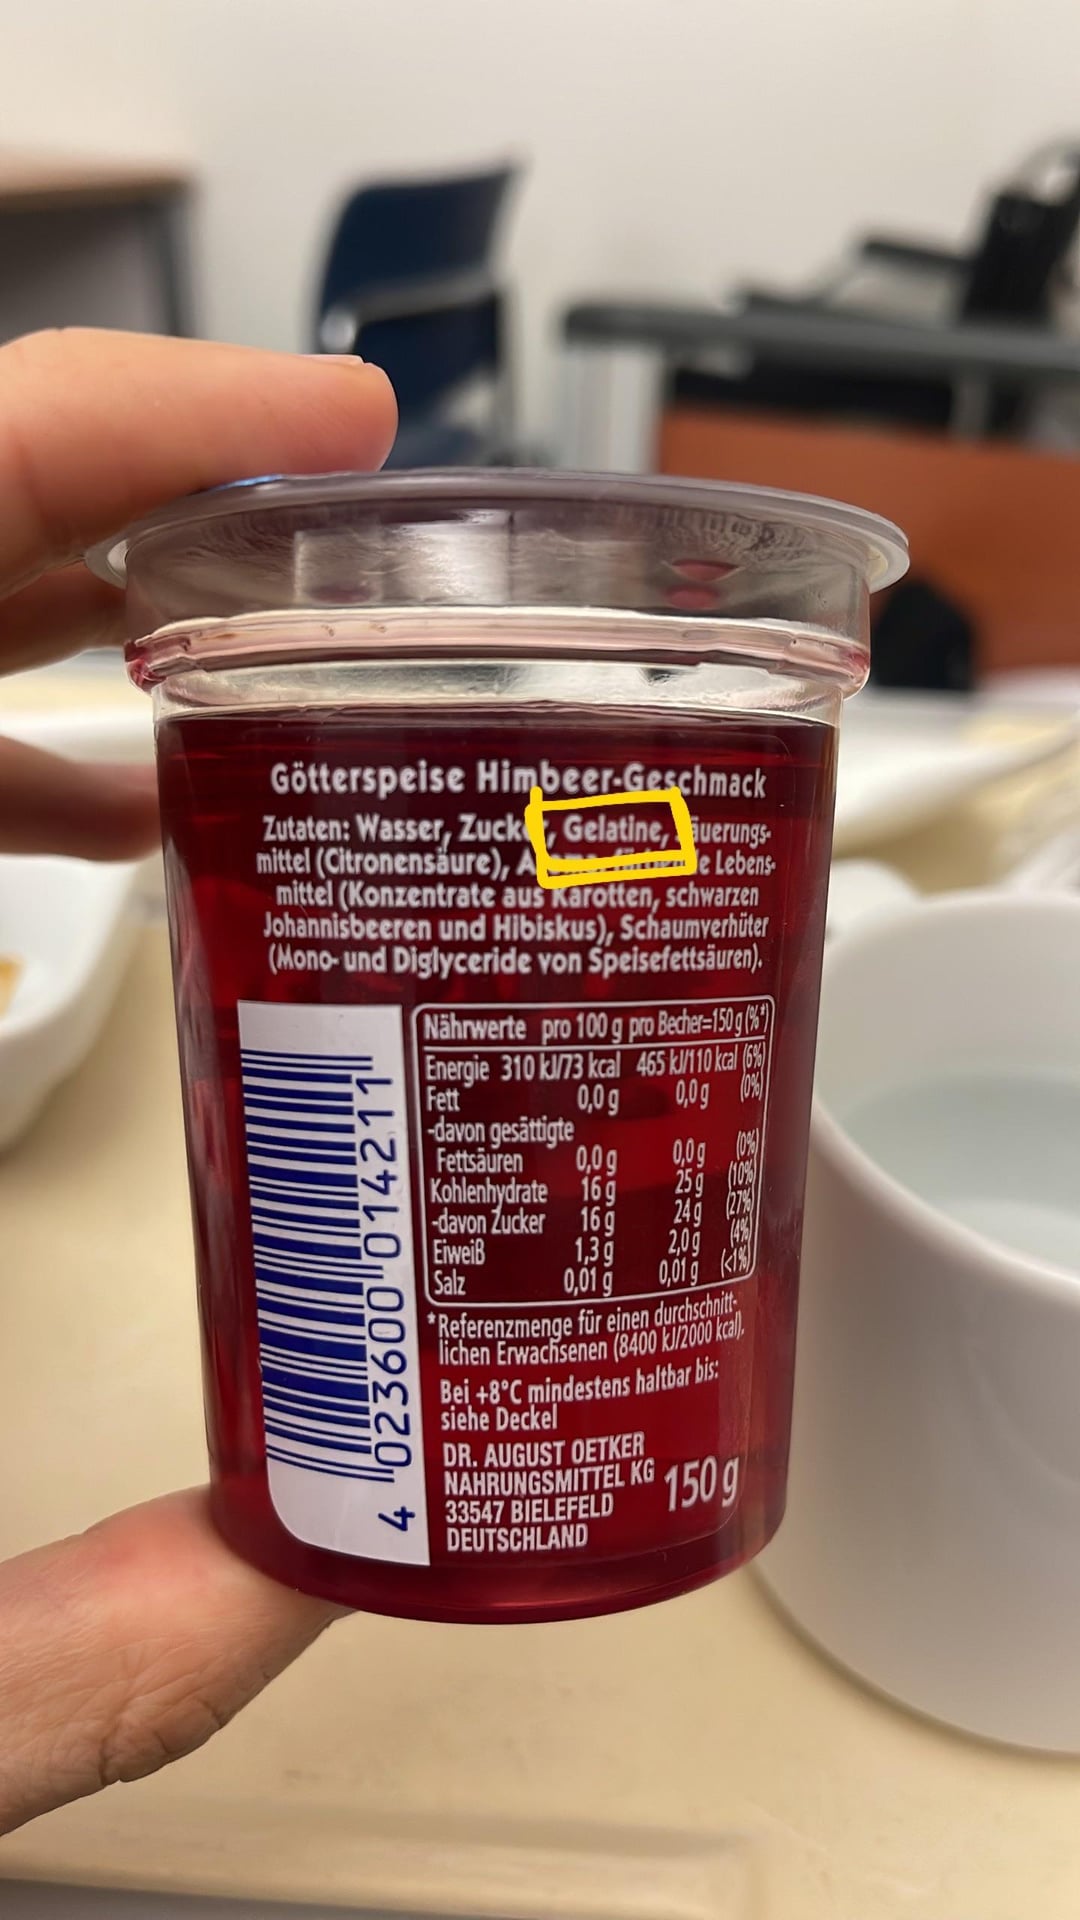 Götterspeise Himbeer-Geschmack
Zutaten: Wasser, Zucker, Gelatine, Säuerungs-
mittel (Citronensäure), Aroma, färbende Lebens-
mittel (Konzentrate aus Karotten, schwarzen
Johannisbeeren und Hibiskus), Schaumverhüter
(Mono- und Diglyceride von Speisefettsäuren).
Nährwerte pro 100 g pro Becher=150 g (%*)
Energie 310 kJ/73 kcal 465 kJ/110 kcal (6%)
Fett 0,0 g 0,0 g (0%)
-davon gesättigte
Fettsäuren 0,0 g 0,0 g (0%)
Kohlenhydrate 16 g 25 g (10%)
-davon Zucker 16 g 24 g (27%)
Eiweiß 1,3 g 2,0 g (4%)
Salz 0,01 g 0,01 g (<1%)
*Referenzmenge für einen durchschnitt-
lichen Erwachsenen (8400 kJ/2000 kcal).
Bei +8°C mindestens haltbar bis:
siehe Deckel
DR. AUGUST OETKER
NAHRUNGSMITTEL KG
33547 BIELEFELD
DEUTSCHLAND
150 g
4 023600 014211